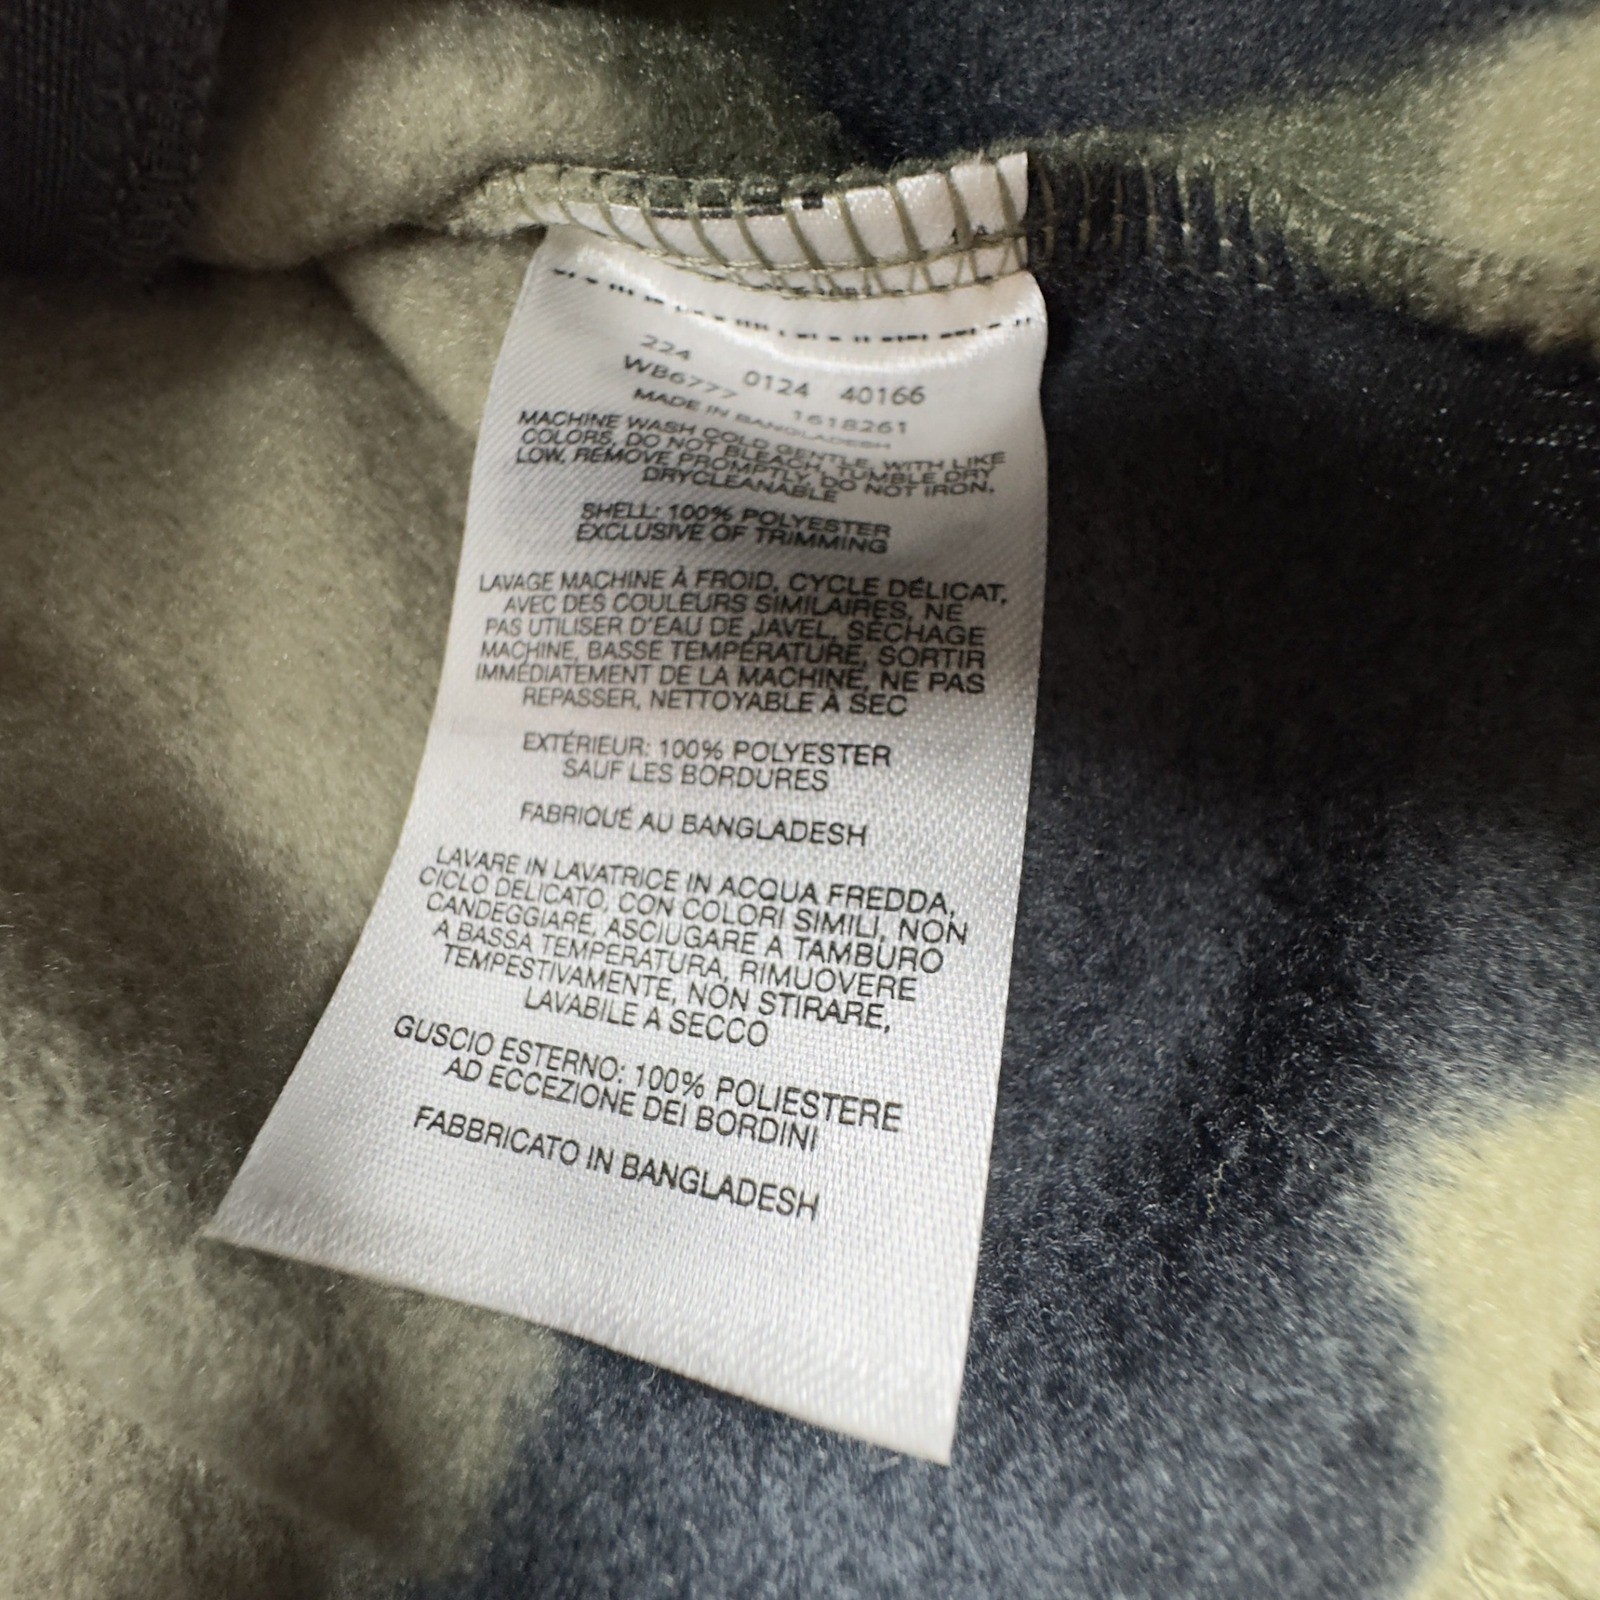 224 0124 40166
WB6777 1618261
MADE IN BANGLADESH
MACHINE WASH COLD GENTLE, WITH LIKE
COLORS, DO NOT BLEACH, TUMBLE DRY
LOW, REMOVE PROMPTLY, DO NOT IRON,
DRYCLEANABLE
SHELL: 100% POLYESTER
EXCLUSIVE OF TRIMMING
LAVAGE MACHINE À FROID, CYCLE DÉLICAT,
AVEC DES COULEURS SIMILAIRES, NE
PAS UTILISER D'EAU DE JAVEL, SÉCHAGE
MACHINE, BASSE TEMPÉRATURE, SORTIR
IMMÉDIATEMENT DE LA MACHINE, NE PAS
REPASSER, NETTOYABLE À SEC
EXTÉRIEUR: 100% POLYESTER
SAUF LES BORDURES
FABRIQUÉ AU BANGLADESH
LAVARE IN LAVATRICE IN ACQUA FREDDA,
CICLO DELICATO, CON COLORI SIMILI, NON
CANDEGGIARE, ASCIUGARE A TAMBURO
A BASSA TEMPERATURA, RIMUOVERE
TEMPESTIVAMENTE, NON STIRARE,
LAVABILE A SECCO
GUSCIO ESTERNO: 100% POLIESTERE
AD ECCEZIONE DEI BORDINI
FABBRICATO IN BANGLADESH